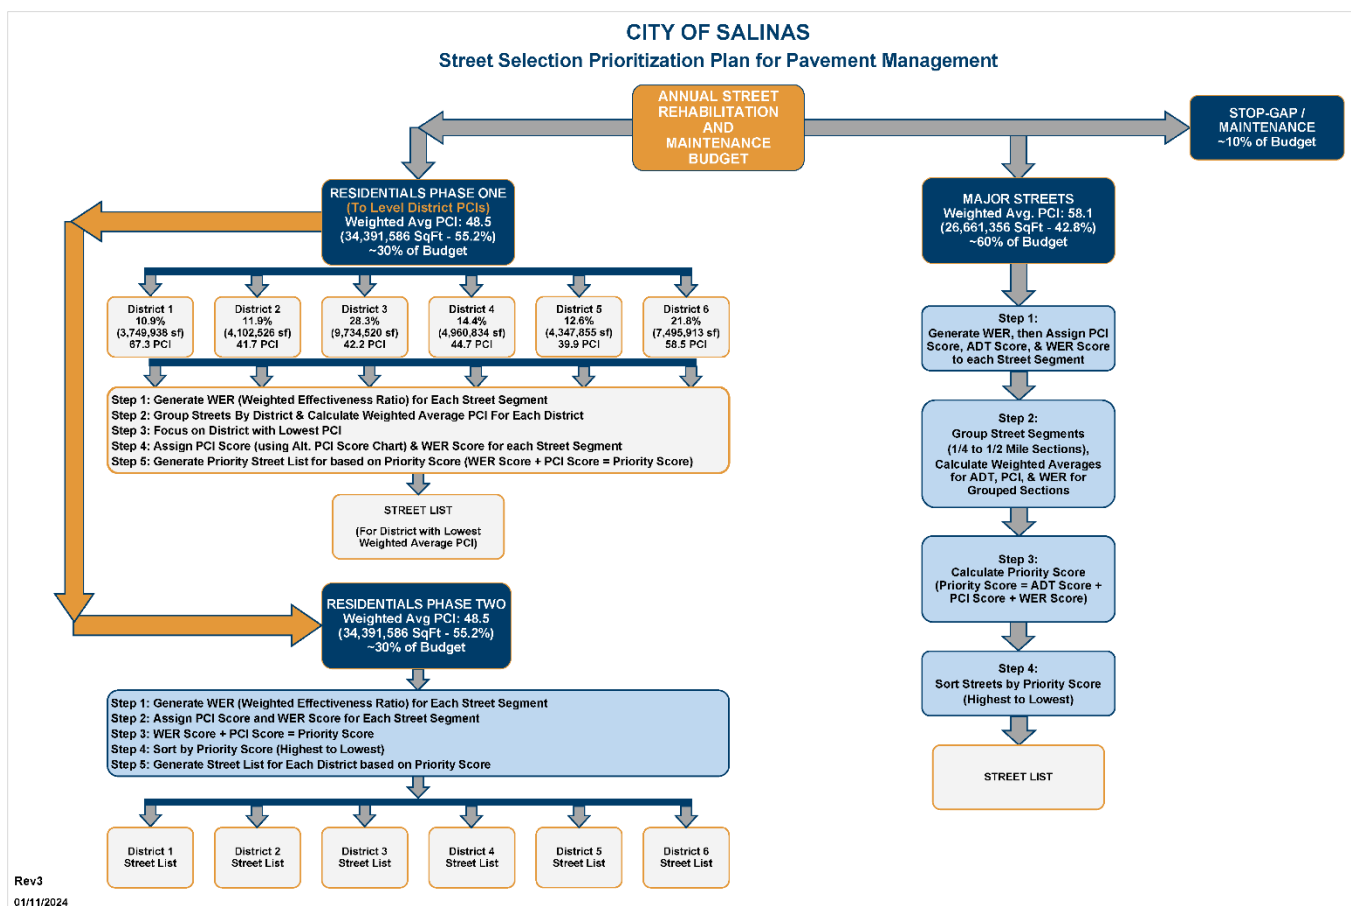 CITY OF SALINAS
Street Selection Prioritization Plan for Pavement Management
ANNUAL STREET
REHABILITATION
AND
MAINTENANCE
BUDGET
STOP-GAP /
MAINTENANCE
~10% of Budget
RESIDENTIALS PHASE ONE
(To Level District PCIs)
Weighted Avg PCI: 48.5
(34,391,586 SqFt - 55.2%)
~30% of Budget
MAJOR STREETS
Weighted Avg. PCI: 58.1
(26,661,356 SqFt - 42.8%)
~60% of Budget
District 1
10.9%
(3,749,938 sf)
67.3 PCI
District 2
11.9%
(4,102,526 sf)
41.7 PCI
District 3
28.3%
(9,734,520 sf)
42.2 PCI
District 4
14.4%
(4,960,834 sf)
44.7 PCI
District 5
12.6%
(4,347,855 sf)
39.9 PCI
District 6
21.8%
(7,495,913 sf)
58.5 PCI
Step 1: Generate WER (Weighted Effectiveness Ratio) for Each Street Segment
Step 2: Group Streets By District & Calculate Weighted Average PCI For Each District
Step 3: Focus on District with Lowest PCI
Step 4: Assign PCI Score (using Alt. PCI Score Chart) & WER Score for each Street Segment
Step 5: Generate Priority Street List for based on Priority Score (WER Score + PCI Score = Priority Score)
STREET LIST
(For District with Lowest
Weighted Average PCI)
RESIDENTIALS PHASE TWO
Weighted Avg PCI: 48.5
(34,391,586 SqFt - 55.2%)
~30% of Budget
Step 1: Generate WER (Weighted Effectiveness Ratio) for Each Street Segment
Step 2: Assign PCI Score and WER Score for Each Street Segment
Step 3: WER Score + PCI Score = Priority Score
Step 4: Sort by Priority Score (Highest to Lowest)
Step 5: Generate Street List for Each District based on Priority Score
District 1
Street List
District 2
Street List
District 3
Street List
District 4
Street List
District 5
Street List
District 6
Street List
Step 1:
Generate WER, then Assign PCI
Score, ADT Score, & WER Score
to each Street Segment
Step 2:
Group Street Segments
(1/4 to 1/2 Mile Sections),
Calculate Weighted Averages
for ADT, PCI, & WER for
Grouped Sections
Step 3:
Calculate Priority Score
(Priority Score = ADT Score +
PCI Score + WER Score)
Step 4:
Sort Streets by Priority Score
(Highest to Lowest)
STREET LIST
Rev3
01/11/2024